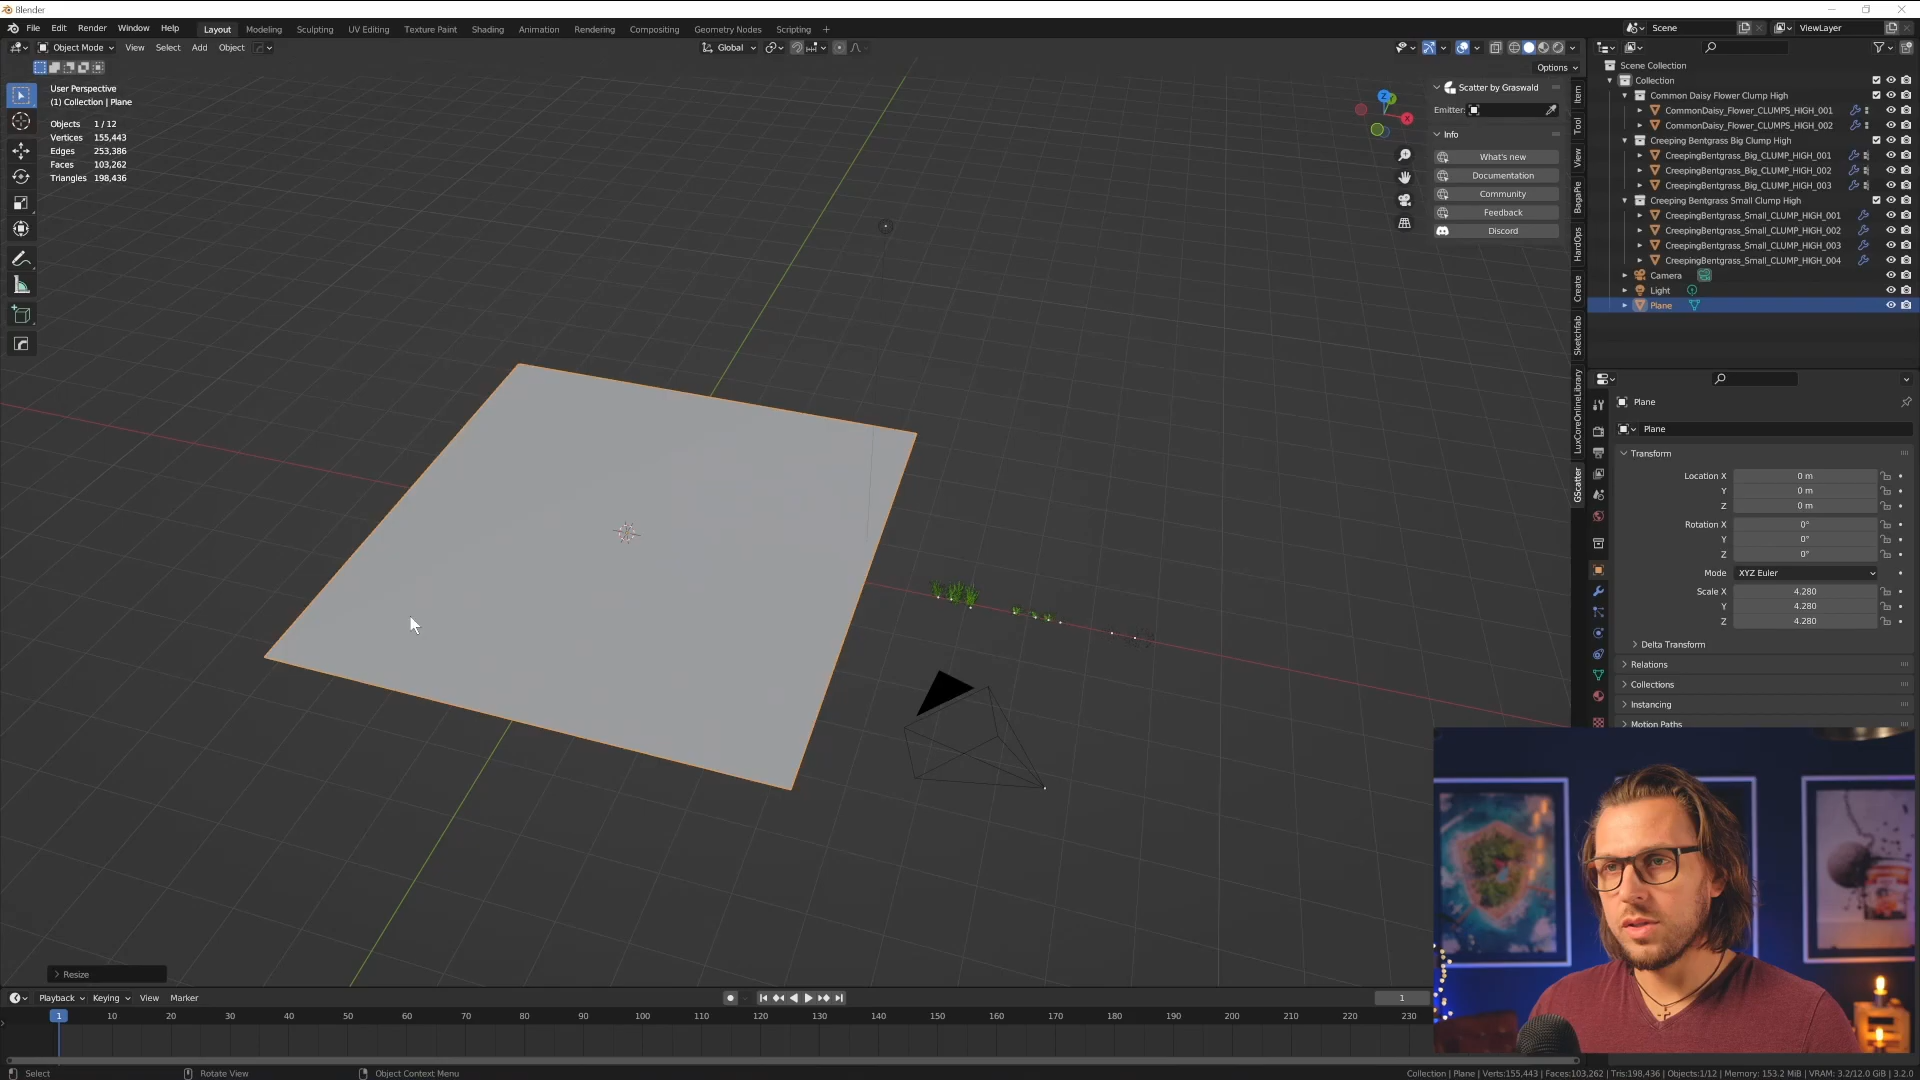 Blender
File Edit Render Window Help
Layout Modeling Sculpting UV Editing Texture Paint Shading Animation Rendering Compositing Geometry Nodes Scripting +
Scene
ViewLayer
Object Mode View Select Add Object
Global
Options
User Perspective
(1) Collection | Plane
Objects 1 / 12
Vertices 155,443
Edges 253,386
Faces 103,262
Triangles 198,436
Z
X
Scatter by Graswald
Emitter:
Info
What's new
Documentation
Community
Feedback
Discord
Item
Tool
View
BagaPie
HardOps
Create
Sketchfab
LuxCoreOnlineLibrary
GScatter
Scene Collection
Collection
Common Daisy Flower Clump High
CommonDaisy_Flower_CLUMPS_HIGH_001
CommonDaisy_Flower_CLUMPS_HIGH_002
Creeping Bentgrass Big Clump High
CreepingBentgrass_Big_CLUMP_HIGH_001
CreepingBentgrass_Big_CLUMP_HIGH_002
CreepingBentgrass_Big_CLUMP_HIGH_003
Creeping Bentgrass Small Clump High
CreepingBentgrass_Small_CLUMP_HIGH_001
CreepingBentgrass_Small_CLUMP_HIGH_002
CreepingBentgrass_Small_CLUMP_HIGH_003
CreepingBentgrass_Small_CLUMP_HIGH_004
Camera
Light
Plane
Plane
Plane
Transform
Location X 0 m
Y 0 m
Z 0 m
Rotation X 0°
Y 0°
Z 0°
Mode XYZ Euler
Scale X 4.280
Y 4.280
Z 4.280
Delta Transform
Relations
Collections
Instancing
Motion Paths
Resize
Playback Keying View Marker
1
1 10 20 30 40 50 60 70 80 90 100 110 120 130 140 150 160 170 180 190 200 210 220 230
Select Rotate View Object Context Menu
Collection | Plane | Verts:155,443 | Faces:103,262 | Tris:198,436 | Objects:1/12 | Memory: 153.2 MiB | VRAM: 3.2/12.0 GiB | 3.2.0